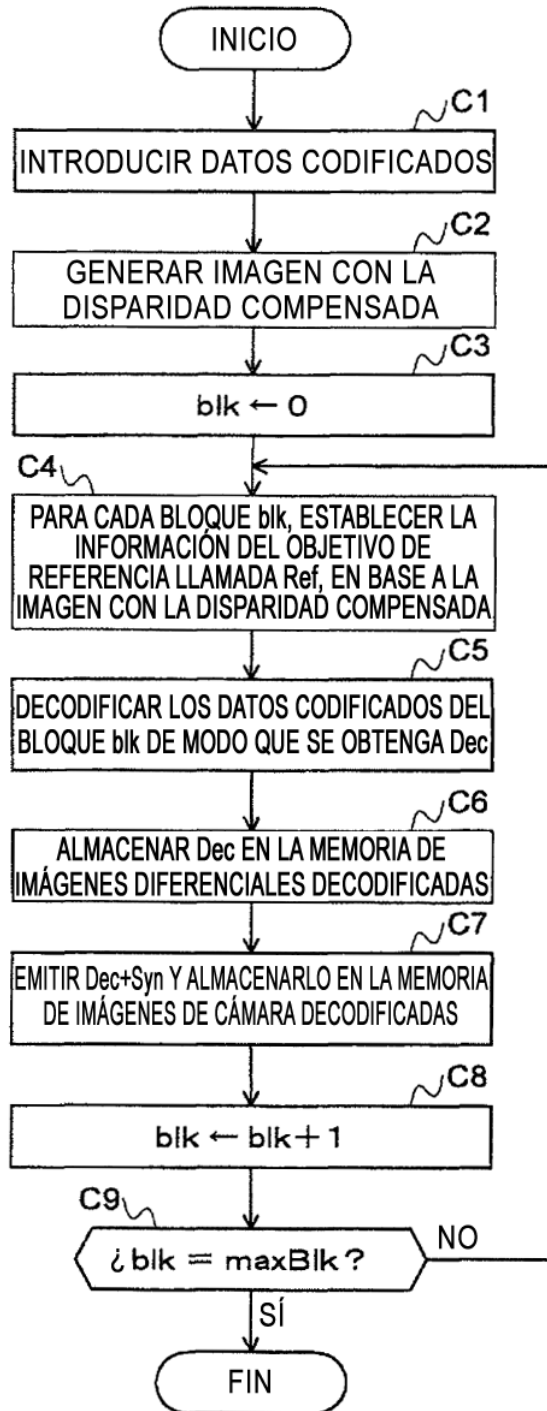 INICIO
C1
INTRODUCIR DATOS CODIFICADOS
C2
GENERAR IMAGEN CON LA
DISPARIDAD COMPENSADA
C3
blk ← 0
C4
PARA CADA BLOQUE blk, ESTABLECER LA
INFORMACIÓN DEL OBJETIVO DE
REFERENCIA LLAMADA Ref, EN BASE A LA
IMAGEN CON LA DISPARIDAD COMPENSADA
C5
DECODIFICAR LOS DATOS CODIFICADOS DEL
BLOQUE blk DE MODO QUE SE OBTENGA Dec
C6
ALMACENAR Dec EN LA MEMORIA DE
IMÁGENES DIFERENCIALES DECODIFICADAS
C7
EMITIR Dec+Syn Y ALMACENARLO EN LA MEMORIA
DE IMÁGENES DE CÁMARA DECODIFICADAS
C8
blk ← blk+1
C9
¿blk = maxBlk?
NO
SÍ
FIN